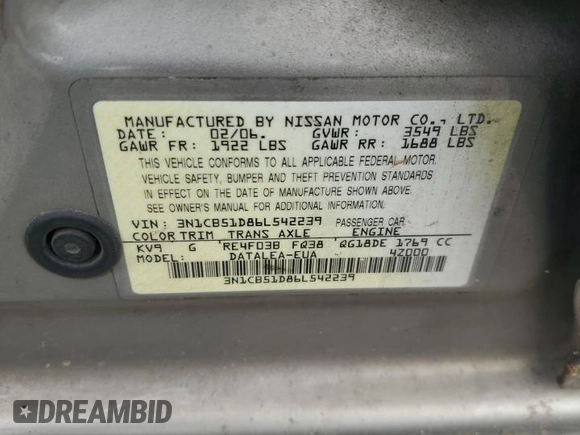 MANUFACTURED BY NISSAN MOTOR CO., LTD.
DATE: 02/06. GVWR: 3549 LBS
GAWR FR: 1922 LBS GAWR RR: 1688 LBS
THIS VEHICLE CONFORMS TO ALL APPLICABLE FEDERAL MOTOR
VEHICLE SAFETY, BUMPER AND THEFT PREVENTION STANDARDS
IN EFFECT ON THE DATE OF MANUFACTURE SHOWN ABOVE.
SEE OWNER'S MANUAL FOR ADDITIONAL INFORMATION.
VIN: 3N1CB51D86L542239 PASSENGER CAR
COLOR TRIM TRANS AXLE ENGINE
KV9 G RE4F03B FQ38 QG18DE 1769 CC
MODEL: DATALEA-EUA 4Z000
3N1CB51D86L542239
DREAMBID